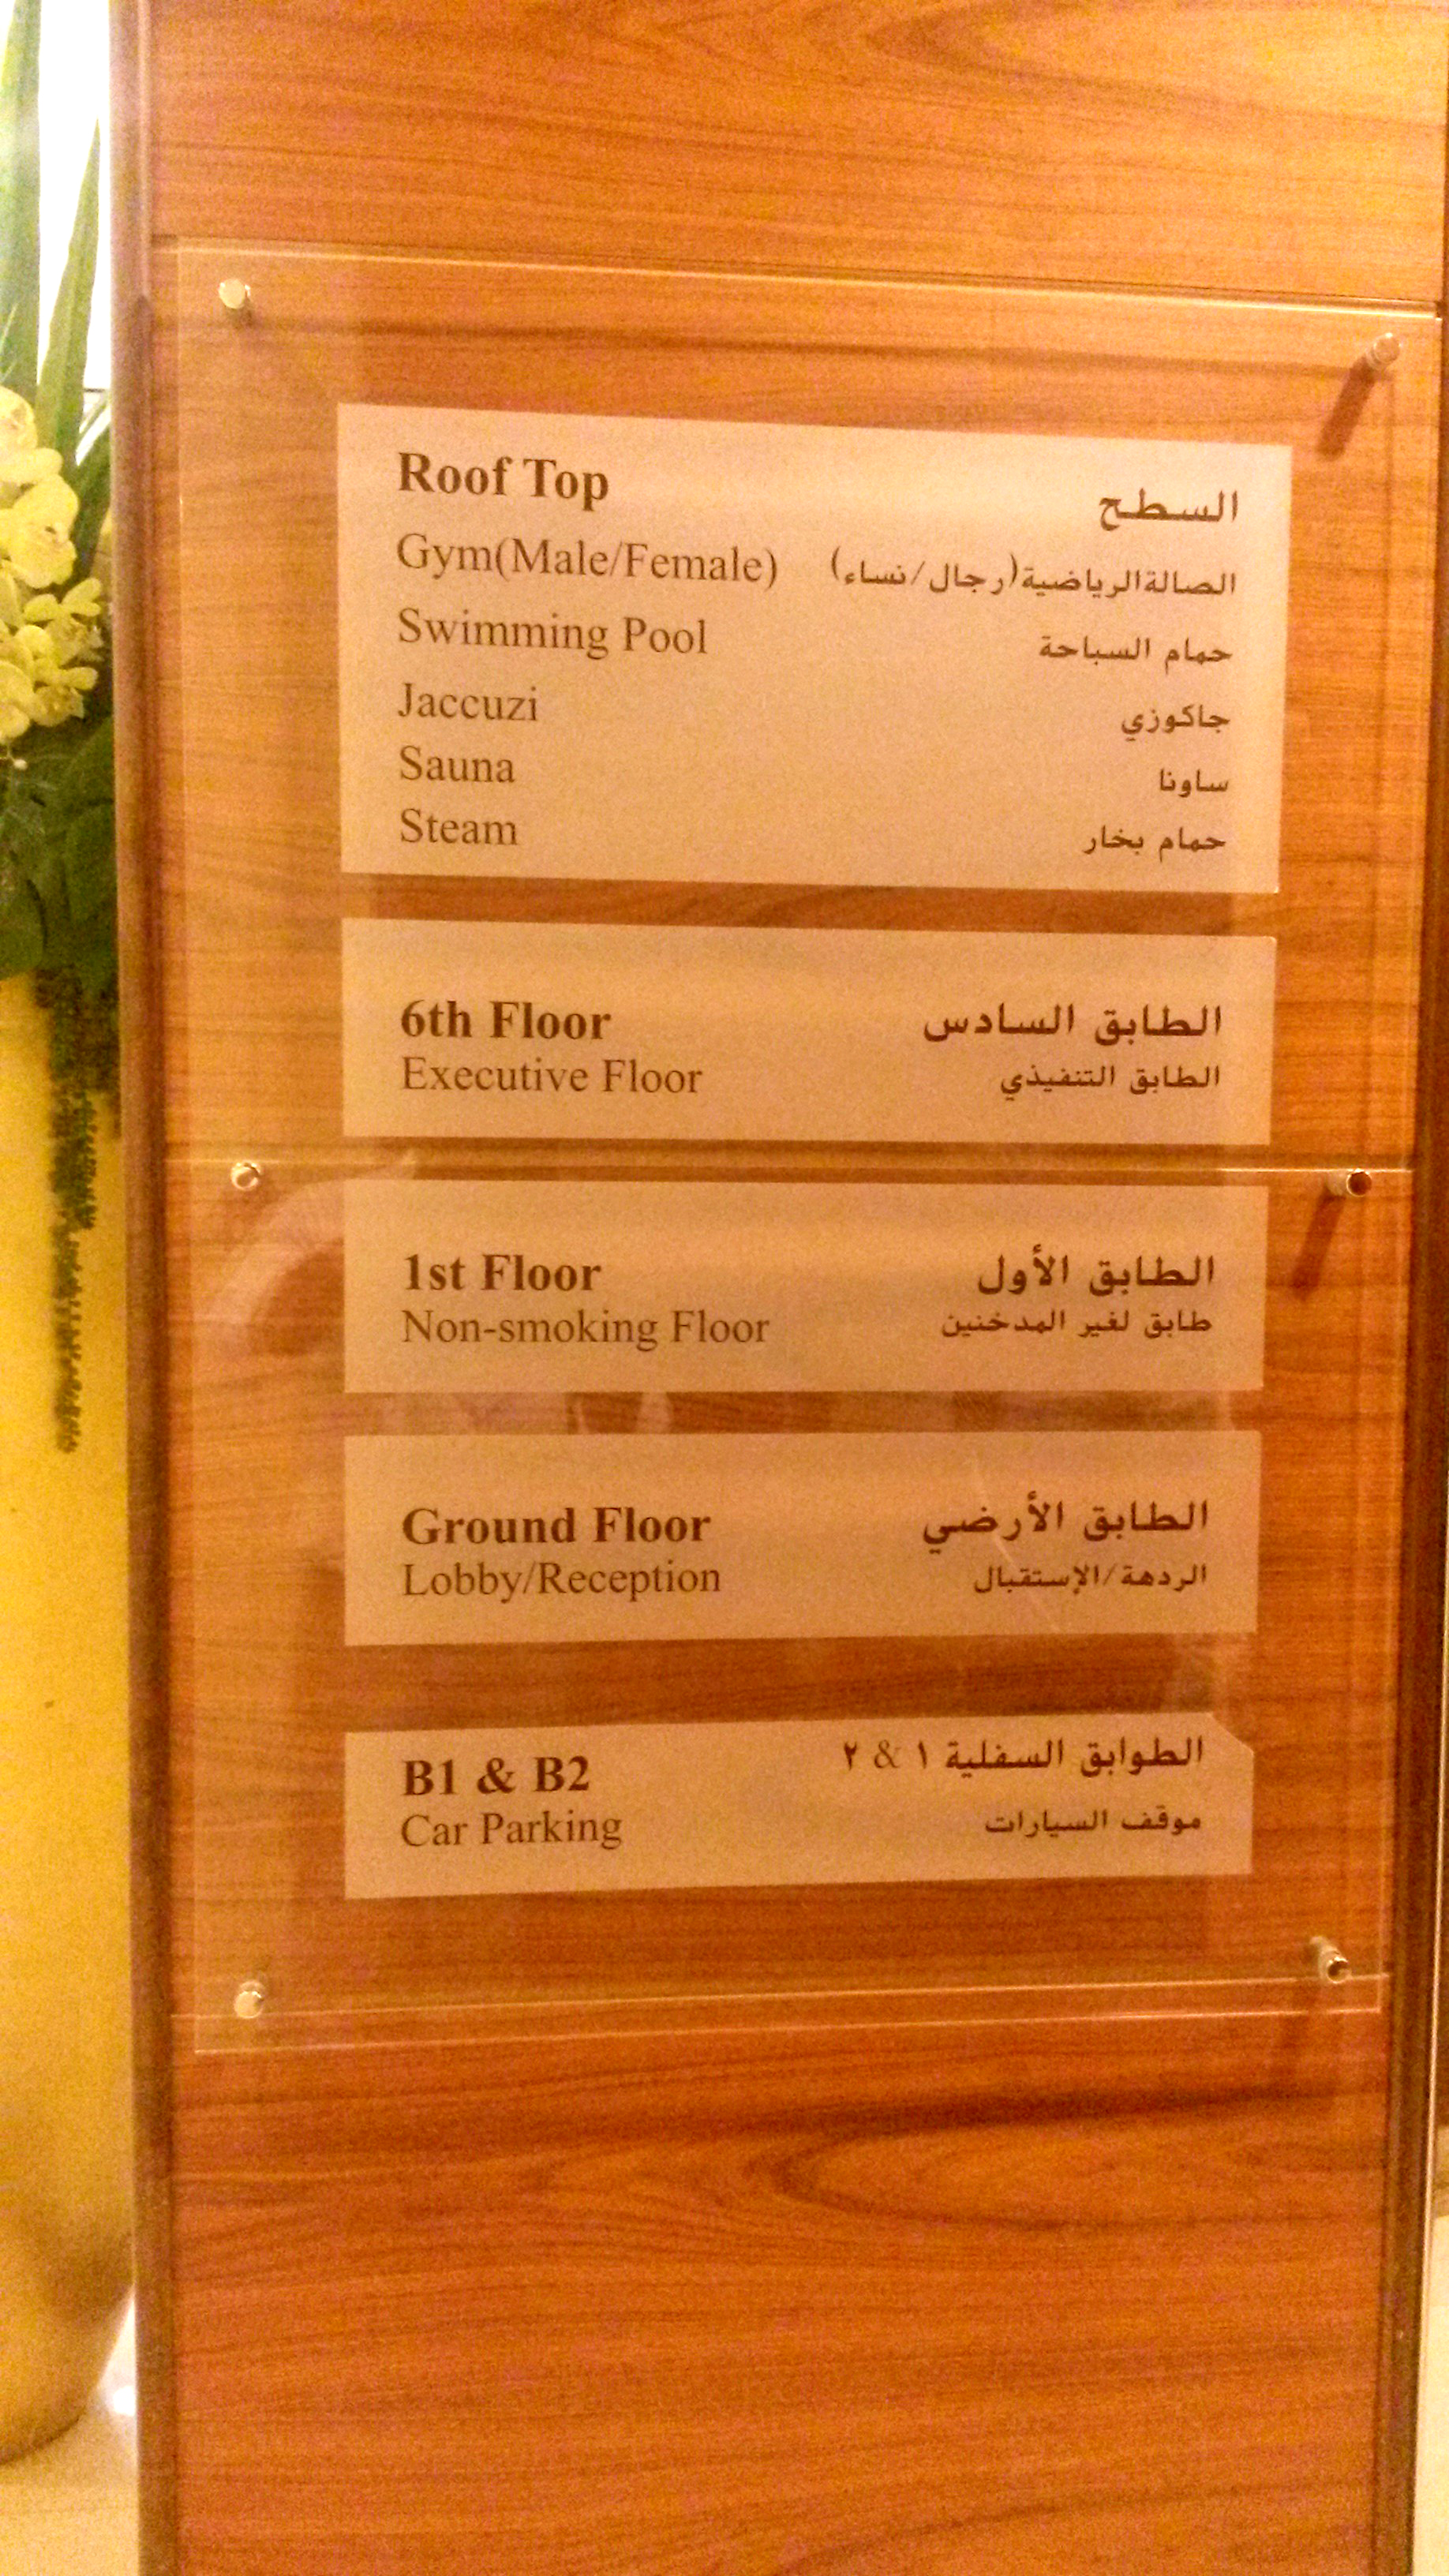 Roof Top السطح
Gym(Male/Female) الصالةالرياضية(رجال/نساء)
Swimming Pool حمام السباحة
Jaccuzi جاكوزي
Sauna ساونا
Steam حمام بخار
6th Floor الطابق السادس
Executive Floor الطابق التنفيذي
1st Floor الطابق الأول
Non-smoking Floor طابق لغير المدخنين
Ground Floor الطابق الأرضي
Lobby/Reception الردهة/الإستقبال
B1 & B2 الطوابق السفلية ١ & ٢
Car Parking موقف السيارات